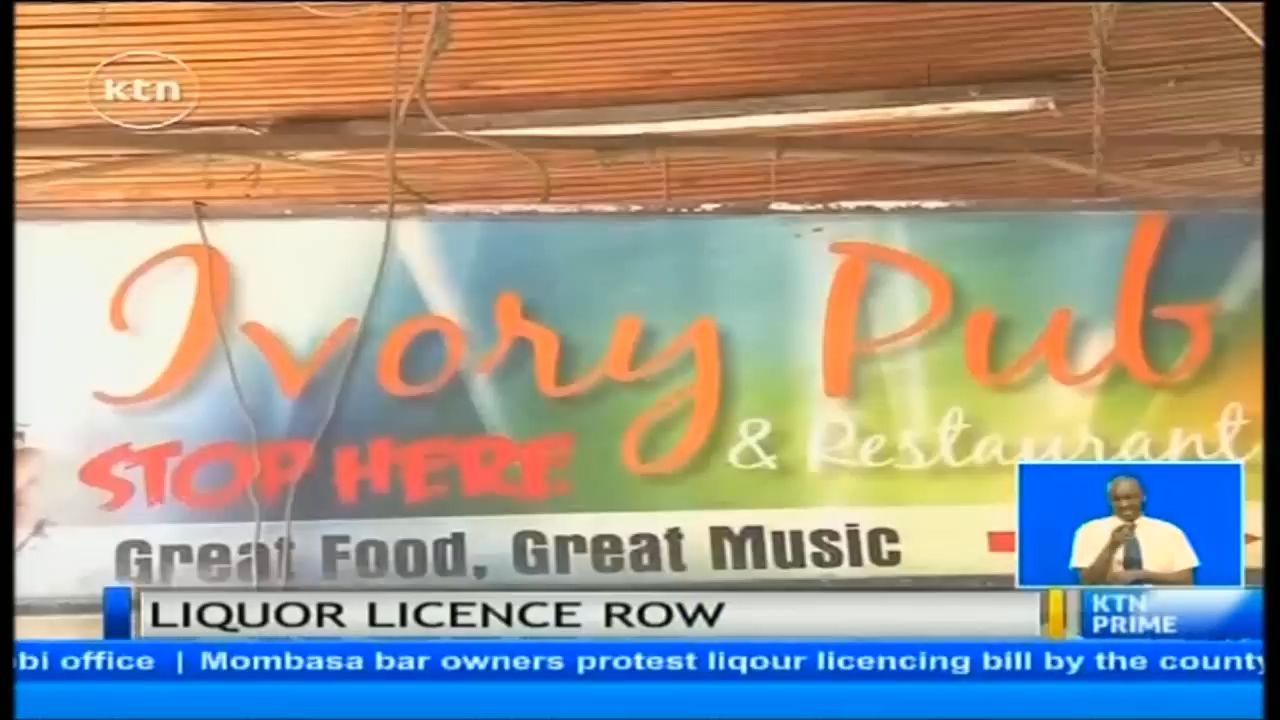 ktn
Ivory Pub
& Restaurant
STOP HERE
Great Food, Great Music
LIQUOR LICENCE ROW
KTN
PRIME
bi office | Mombasa bar owners protest liqour licencing bill by the county